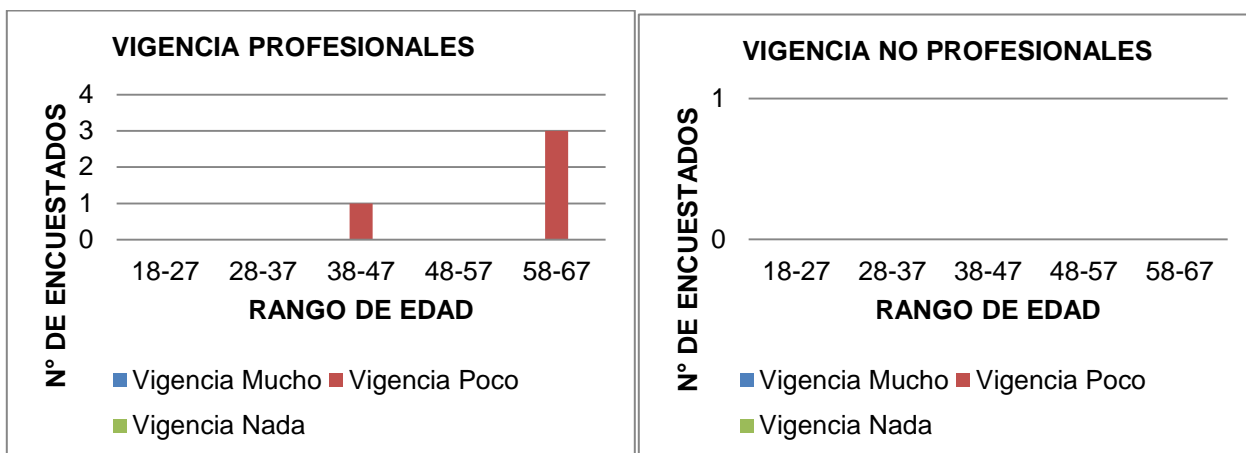 VIGENCIA PROFESIONALES
N° DE ENCUESTADOS
4
3
2
1
0
18-27 28-37 38-47 48-57 58-67
RANGO DE EDAD
Vigencia Mucho Vigencia Poco
Vigencia Nada
VIGENCIA NO PROFESIONALES
N° DE ENCUESTADOS
1
0
18-27 28-37 38-47 48-57 58-67
RANGO DE EDAD
Vigencia Mucho Vigencia Poco
Vigencia Nada